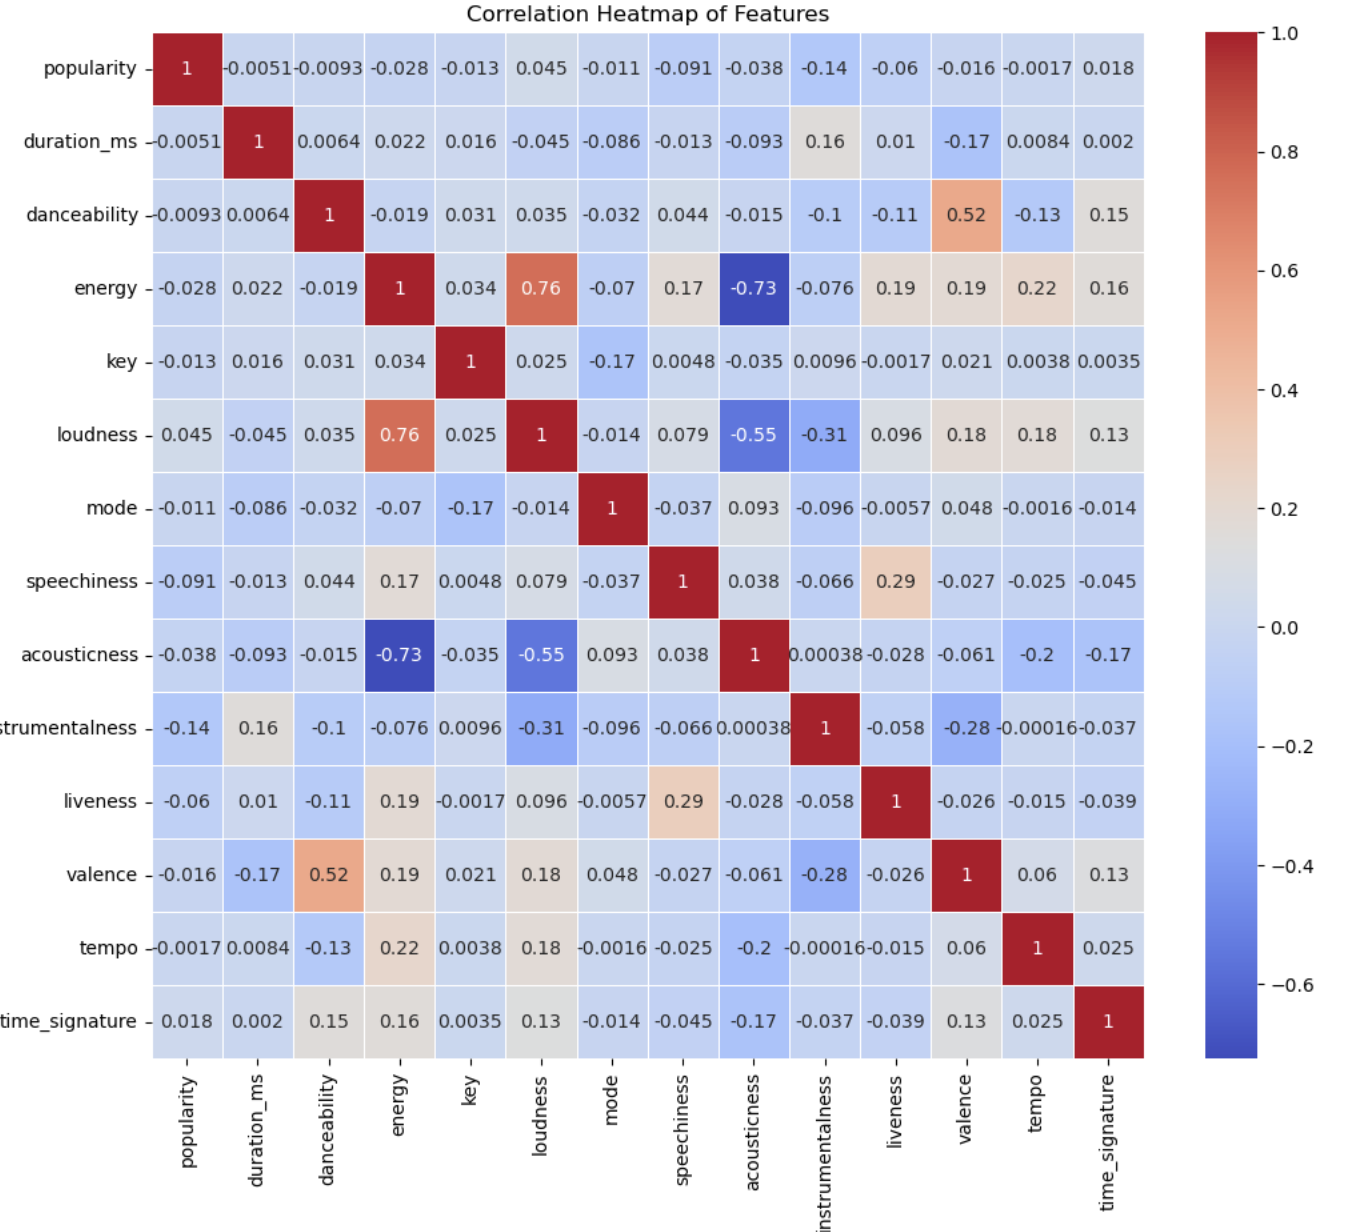 Correlation Heatmap of Features
popularity 1 -0.0051 -0.0093 -0.028 -0.013 0.045 -0.011 -0.091 -0.038 -0.14 -0.06 -0.016 -0.0017 0.018
duration_ms -0.0051 1 0.0064 0.022 0.016 -0.045 -0.086 -0.013 -0.093 0.16 0.01 -0.17 0.0084 0.002
danceability -0.0093 0.0064 1 -0.019 0.031 0.035 -0.032 0.044 -0.015 -0.1 -0.11 0.52 -0.13 0.15
energy -0.028 0.022 -0.019 1 0.034 0.76 -0.07 0.17 -0.73 -0.076 0.19 0.19 0.22 0.16
key -0.013 0.016 0.031 0.034 1 0.025 -0.17 0.0048 -0.035 0.0096 -0.0017 0.021 0.0038 0.0035
loudness 0.045 -0.045 0.035 0.76 0.025 1 -0.014 0.079 -0.55 -0.31 0.096 0.18 0.18 0.13
mode -0.011 -0.086 -0.032 -0.07 -0.17 -0.014 1 -0.037 0.093 -0.096 -0.0057 0.048 -0.0016 -0.014
speechiness -0.091 -0.013 0.044 0.17 0.0048 0.079 -0.037 1 0.038 -0.066 0.29 -0.027 -0.025 -0.045
acousticness -0.038 -0.093 -0.015 -0.73 -0.035 -0.55 0.093 0.038 1 0.00038 -0.028 -0.061 -0.2 -0.17
strumentalness -0.14 0.16 -0.1 -0.076 0.0096 -0.31 -0.096 -0.066 0.00038 1 -0.058 -0.28 -0.00016 -0.037
liveness -0.06 0.01 -0.11 0.19 -0.0017 0.096 -0.0057 0.29 -0.028 -0.058 1 -0.026 -0.015 -0.039
valence -0.016 -0.17 0.52 0.19 0.021 0.18 0.048 -0.027 -0.061 -0.28 -0.026 1 0.06 0.13
tempo -0.0017 0.0084 -0.13 0.22 0.0038 0.18 -0.0016 -0.025 -0.2 -0.00016 -0.015 0.06 1 0.025
time_signature 0.018 0.002 0.15 0.16 0.0035 0.13 -0.014 -0.045 -0.17 -0.037 -0.039 0.13 0.025 1
popularity
duration_ms
danceability
energy
key
loudness
mode
speechiness
acousticness
instrumentalness
liveness
valence
tempo
time_signature
1.0
0.8
0.6
0.4
0.2
0.0
−0.2
−0.4
−0.6